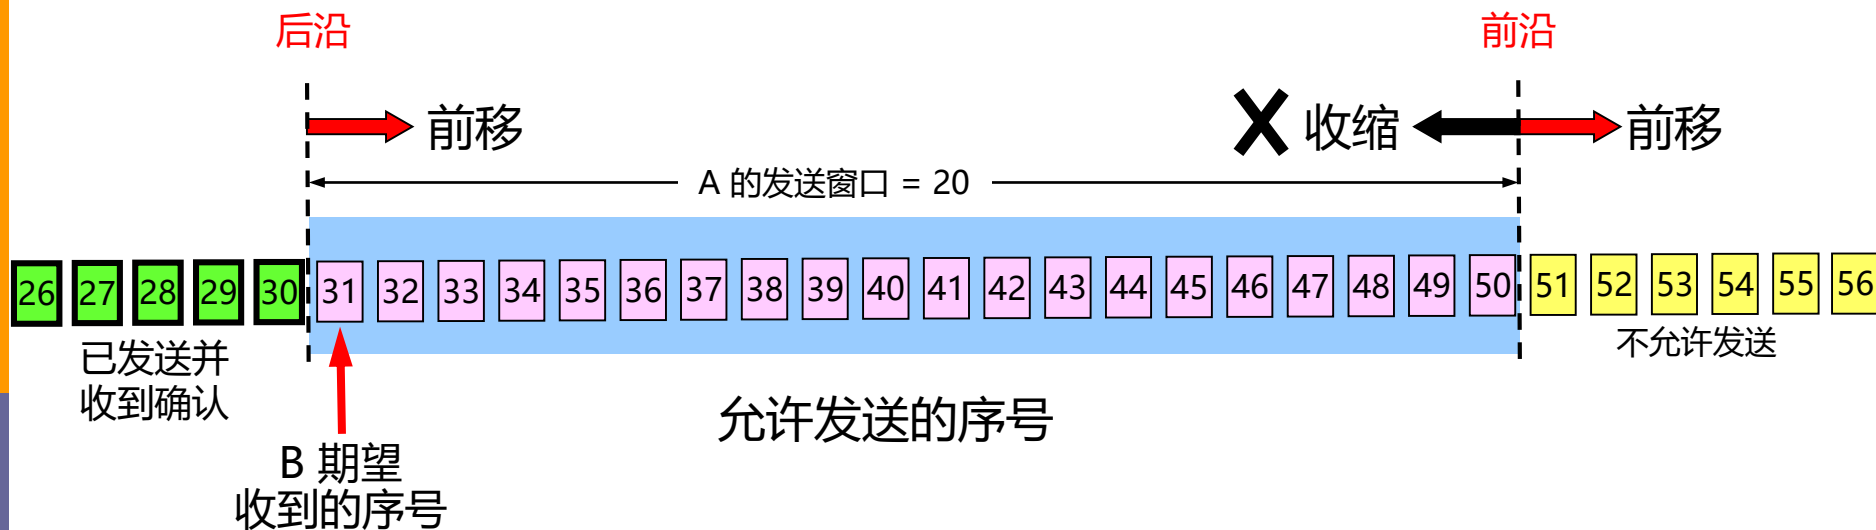 后沿
前沿
前移
收缩
前移
A 的发送窗口 = 20
26 27 28 29 30 31 32 33 34 35 36 37 38 39 40 41 42 43 44 45 46 47 48 49 50 51 52 53 54 55 56
已发送并
收到确认
不允许发送
允许发送的序号
B 期望
收到的序号